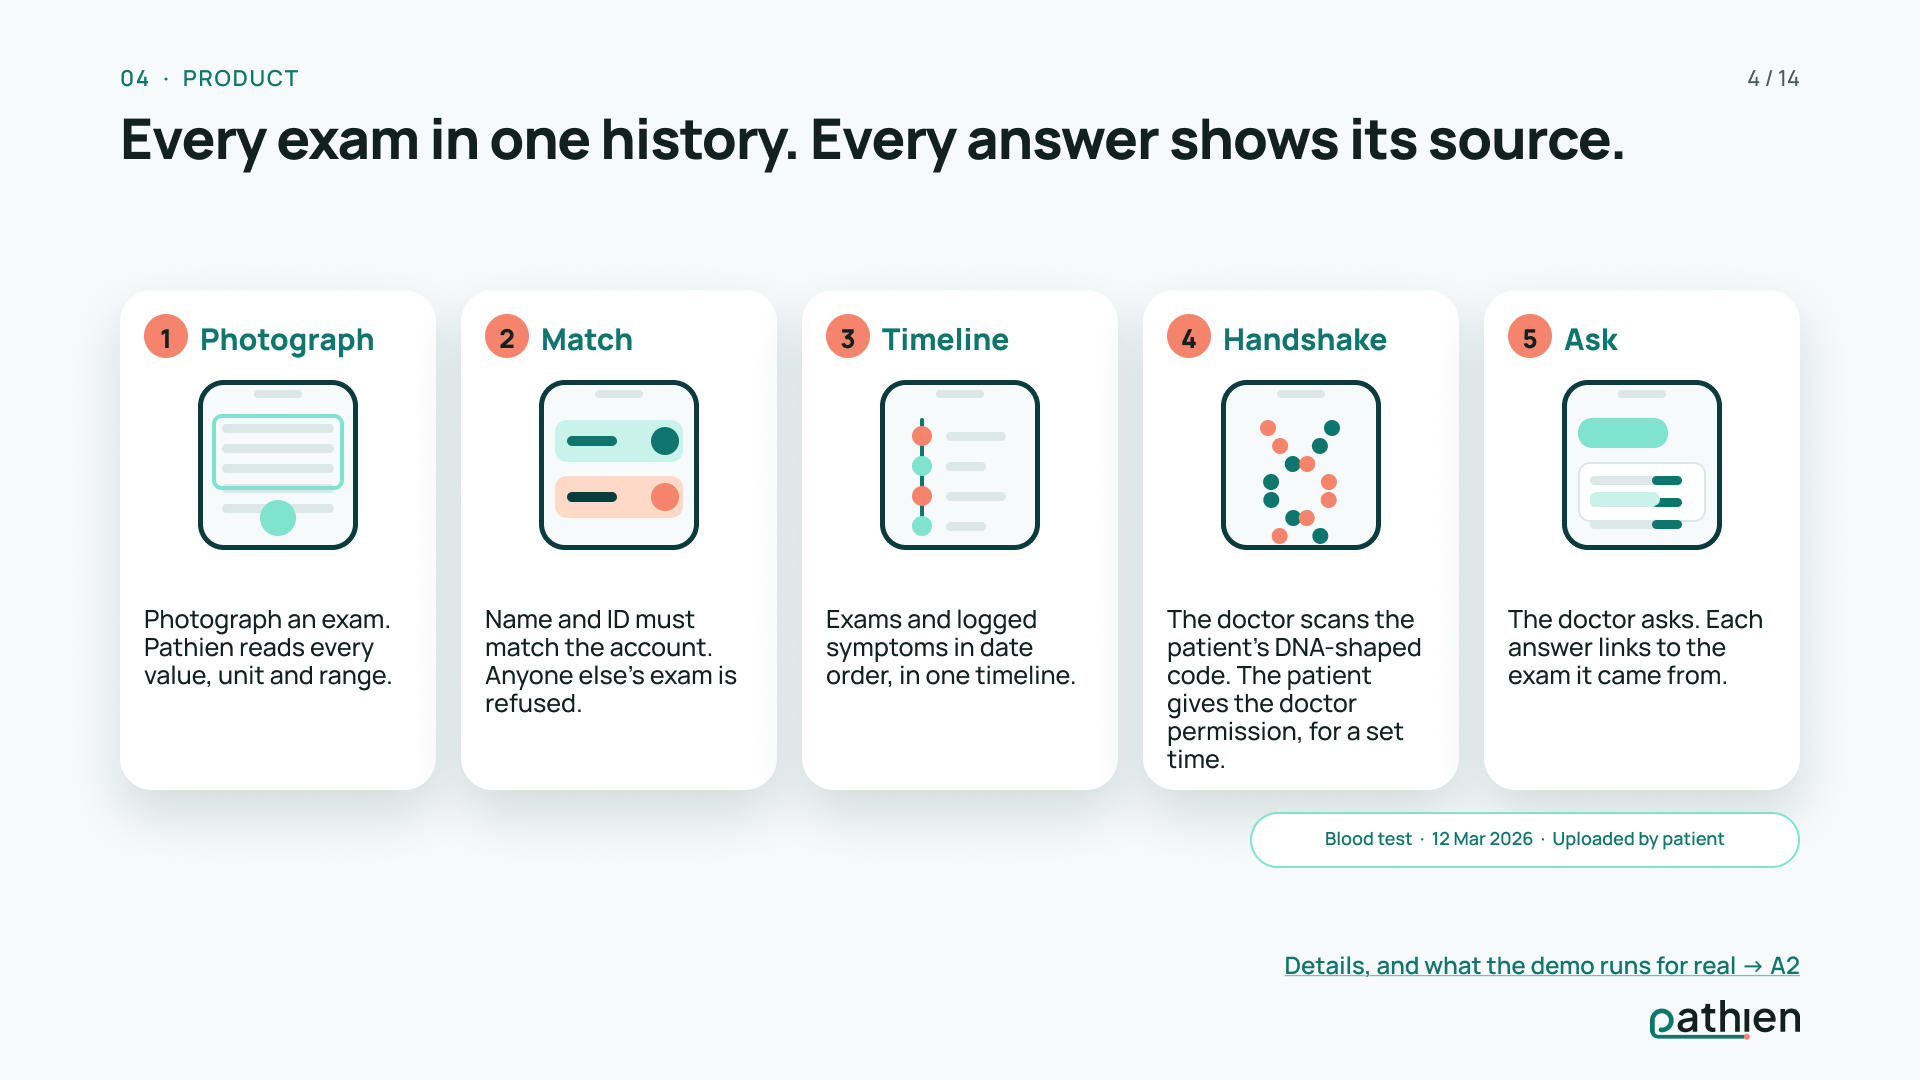 04 · PRODUCT
4 / 14
Every exam in one history. Every answer shows its source.
1 Photograph
Photograph an exam.
Pathien reads every
value, unit and range.
2 Match
Name and ID must
match the account.
Anyone else’s exam is
refused.
3 Timeline
Exams and logged
symptoms in date
order, in one timeline.
4 Handshake
The doctor scans the
patient’s DNA-shaped
code. The patient
gives the doctor
permission, for a set
time.
5 Ask
The doctor asks. Each
answer links to the
exam it came from.
Blood test · 12 Mar 2026 · Uploaded by patient
Details, and what the demo runs for real → A2
pathien